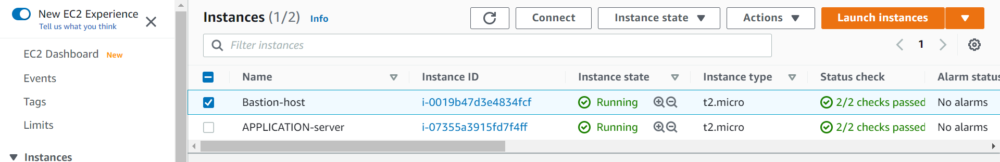 New EC2 Experience
Tell us what you think
EC2 Dashboard New
Events
Tags
Limits
Instances
Instances (1/2) Info
Connect
Instance state
Actions
Launch instances
Filter instances
1
Name Instance ID Instance state Instance type Status check Alarm status
Bastion-host i-0019b47d3e4834fcf Running t2.micro 2/2 checks passed No alarms
APPLICATION-server i-07355a3915fd7f4ff Running t2.micro 2/2 checks passed No alarms